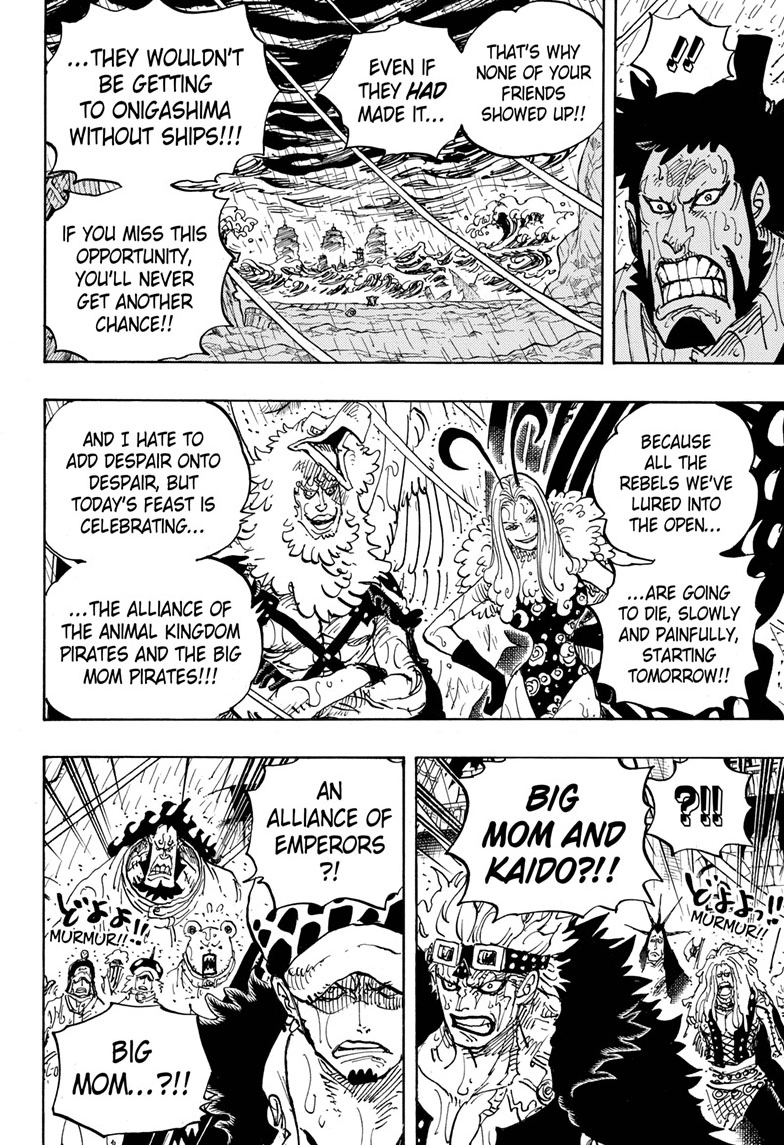 !!
THAT'S WHY
NONE OF YOUR
FRIENDS
SHOWED UP!!
EVEN IF
THEY HAD
MADE IT...
...THEY WOULDN'T
BE GETTING
TO ONIGASHIMA
WITHOUT SHIPS!!!
IF YOU MISS THIS
OPPORTUNITY,
YOU'LL NEVER
GET ANOTHER
CHANCE!!
BECAUSE
ALL THE
REBELS WE'VE
LURED INTO
THE OPEN...
...ARE GOING
TO DIE, SLOWLY
AND PAINFULLY,
STARTING
TOMORROW!!
AND I HATE TO
ADD DESPAIR ONTO
DESPAIR, BUT
TODAY'S FEAST IS
CELEBRATING...
...THE ALLIANCE OF
THE ANIMAL KINGDOM
PIRATES AND THE BIG
MOM PIRATES!!!
?!!
どよよっ!!
MURMUR!!
BIG
MOM AND
KAIDO?!!
AN
ALLIANCE OF
EMPERORS
?!
どよよ!!
MURMUR!!
BIG
MOM...?!!